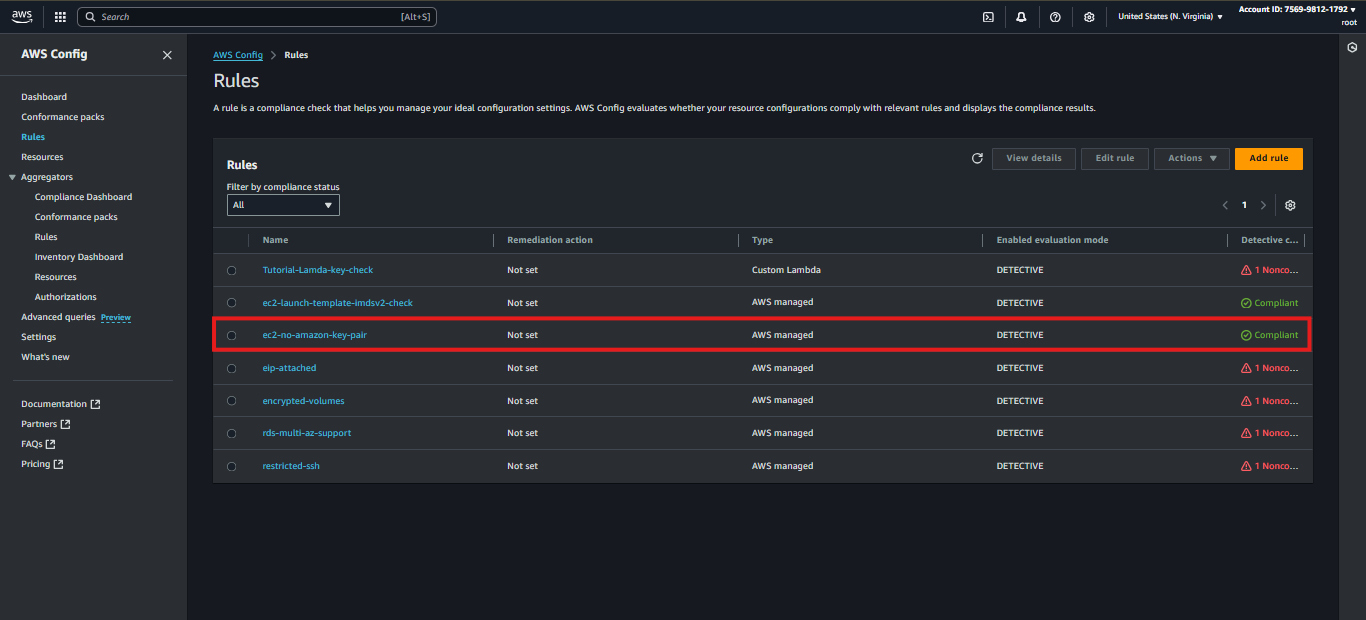 aws
Search [Alt+S]
United States (N. Virginia)
Account ID: 7569-9812-1792
root
AWS Config
Dashboard
Conformance packs
Rules
Resources
Aggregators
Compliance Dashboard
Conformance packs
Rules
Inventory Dashboard
Resources
Authorizations
Advanced queries Preview
Settings
What's new
Documentation
Partners
FAQs
Pricing
AWS Config > Rules
Rules
A rule is a compliance check that helps you manage your ideal configuration settings. AWS Config evaluates whether your resource configurations comply with relevant rules and displays the compliance results.
Rules
View details Edit rule Actions Add rule
Filter by compliance status
All
1
Name Remediation action Type Enabled evaluation mode Detective c...
Tutorial-Lamda-key-check Not set Custom Lambda DETECTIVE 1 Nonco...
ec2-launch-template-imdsv2-check Not set AWS managed DETECTIVE Compliant
ec2-no-amazon-key-pair Not set AWS managed DETECTIVE Compliant
eip-attached Not set AWS managed DETECTIVE 1 Nonco...
encrypted-volumes Not set AWS managed DETECTIVE 1 Nonco...
rds-multi-az-support Not set AWS managed DETECTIVE 1 Nonco...
restricted-ssh Not set AWS managed DETECTIVE 1 Nonco...